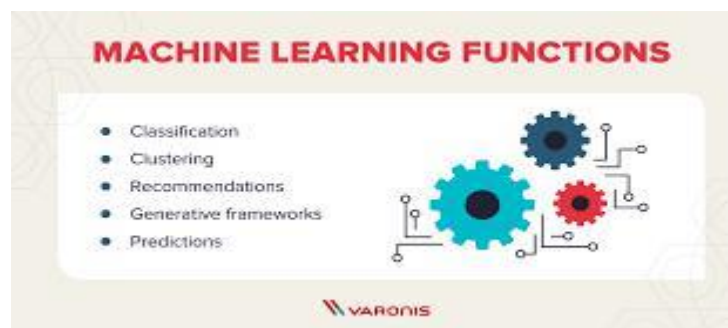 MACHINE LEARNING FUNCTIONS
Classification
Clustering
Recommendations
Generative frameworks
Predictions
VARONIS